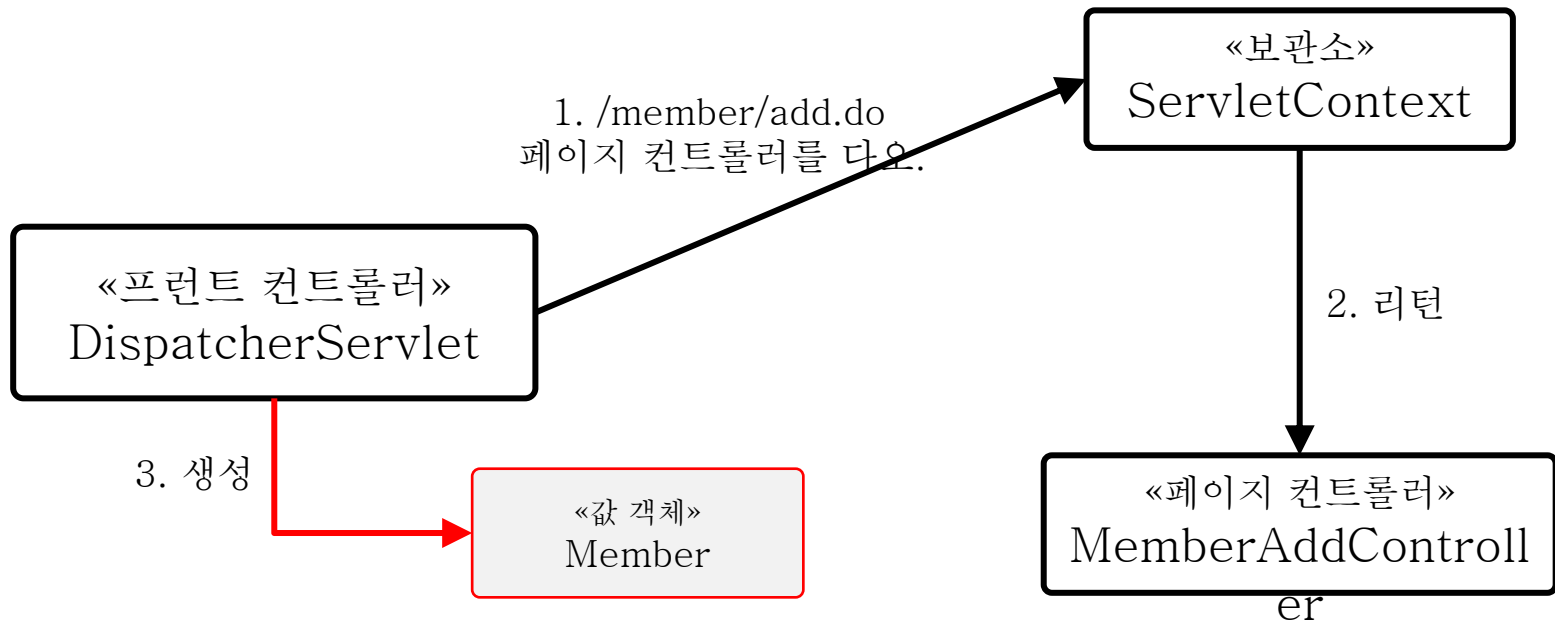 «보관소»
ServletContext
1. /member/add.do
페이지 컨트롤러를 다오.
«프런트 컨트롤러»
DispatcherServlet
2. 리턴
3. 생성
«값 객체»
Member
«페이지 컨트롤러»
MemberAddControll
er